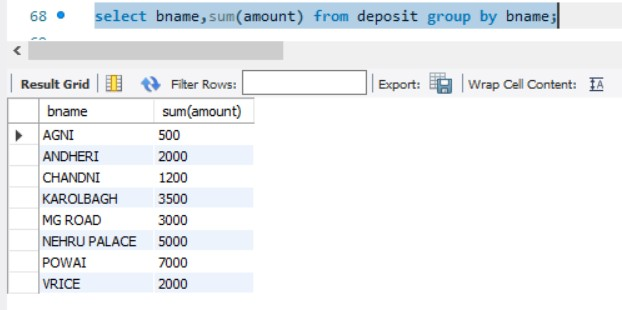 68 select bname,sum(amount) from deposit group by bname;
Result Grid Filter Rows: Export: Wrap Cell Content: IA
bname sum(amount)
AGNI 500
ANDHERI 2000
CHANDNI 1200
KAROLBAGH 3500
MG ROAD 3000
NEHRU PALACE 5000
POWAI 7000
VRICE 2000